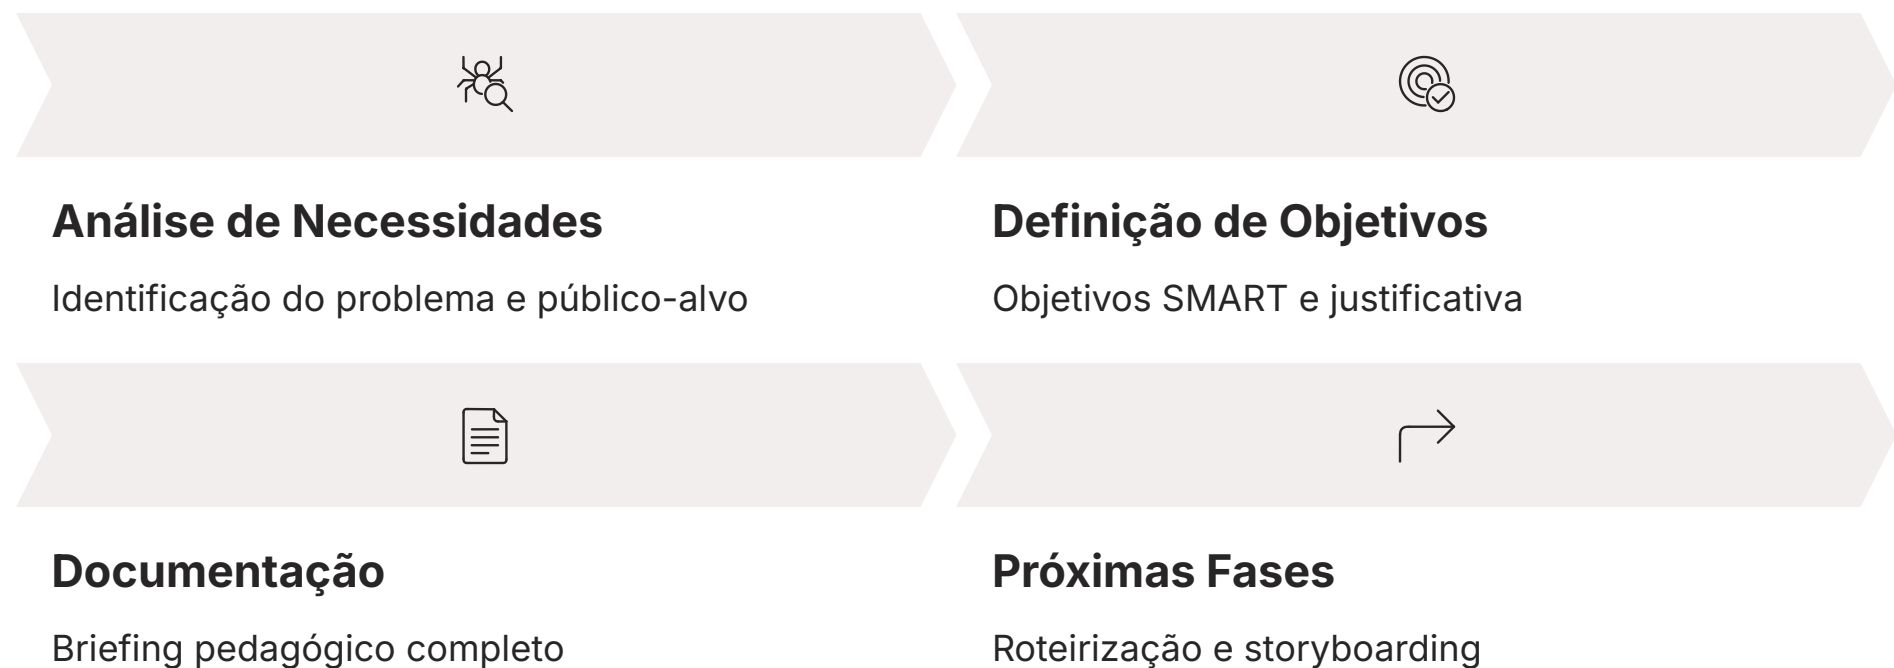 Análise de Necessidades
Identificação do problema e público-alvo
Definição de Objetivos
Objetivos SMART e justificativa
Documentação
Briefing pedagógico completo
Próximas Fases
Roteirização e storyboarding